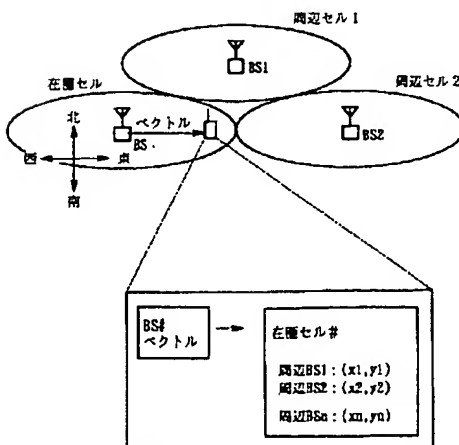 周辺セル1
BS1
在圏セル
周辺セル2
ベクトル
BS
BS2
北
西
東
南
BS#
ベクトル
在圏セル#
周辺BS1:(x1,y1)
周辺BS2:(x2,y2)
周辺BSn:(xn,yn)